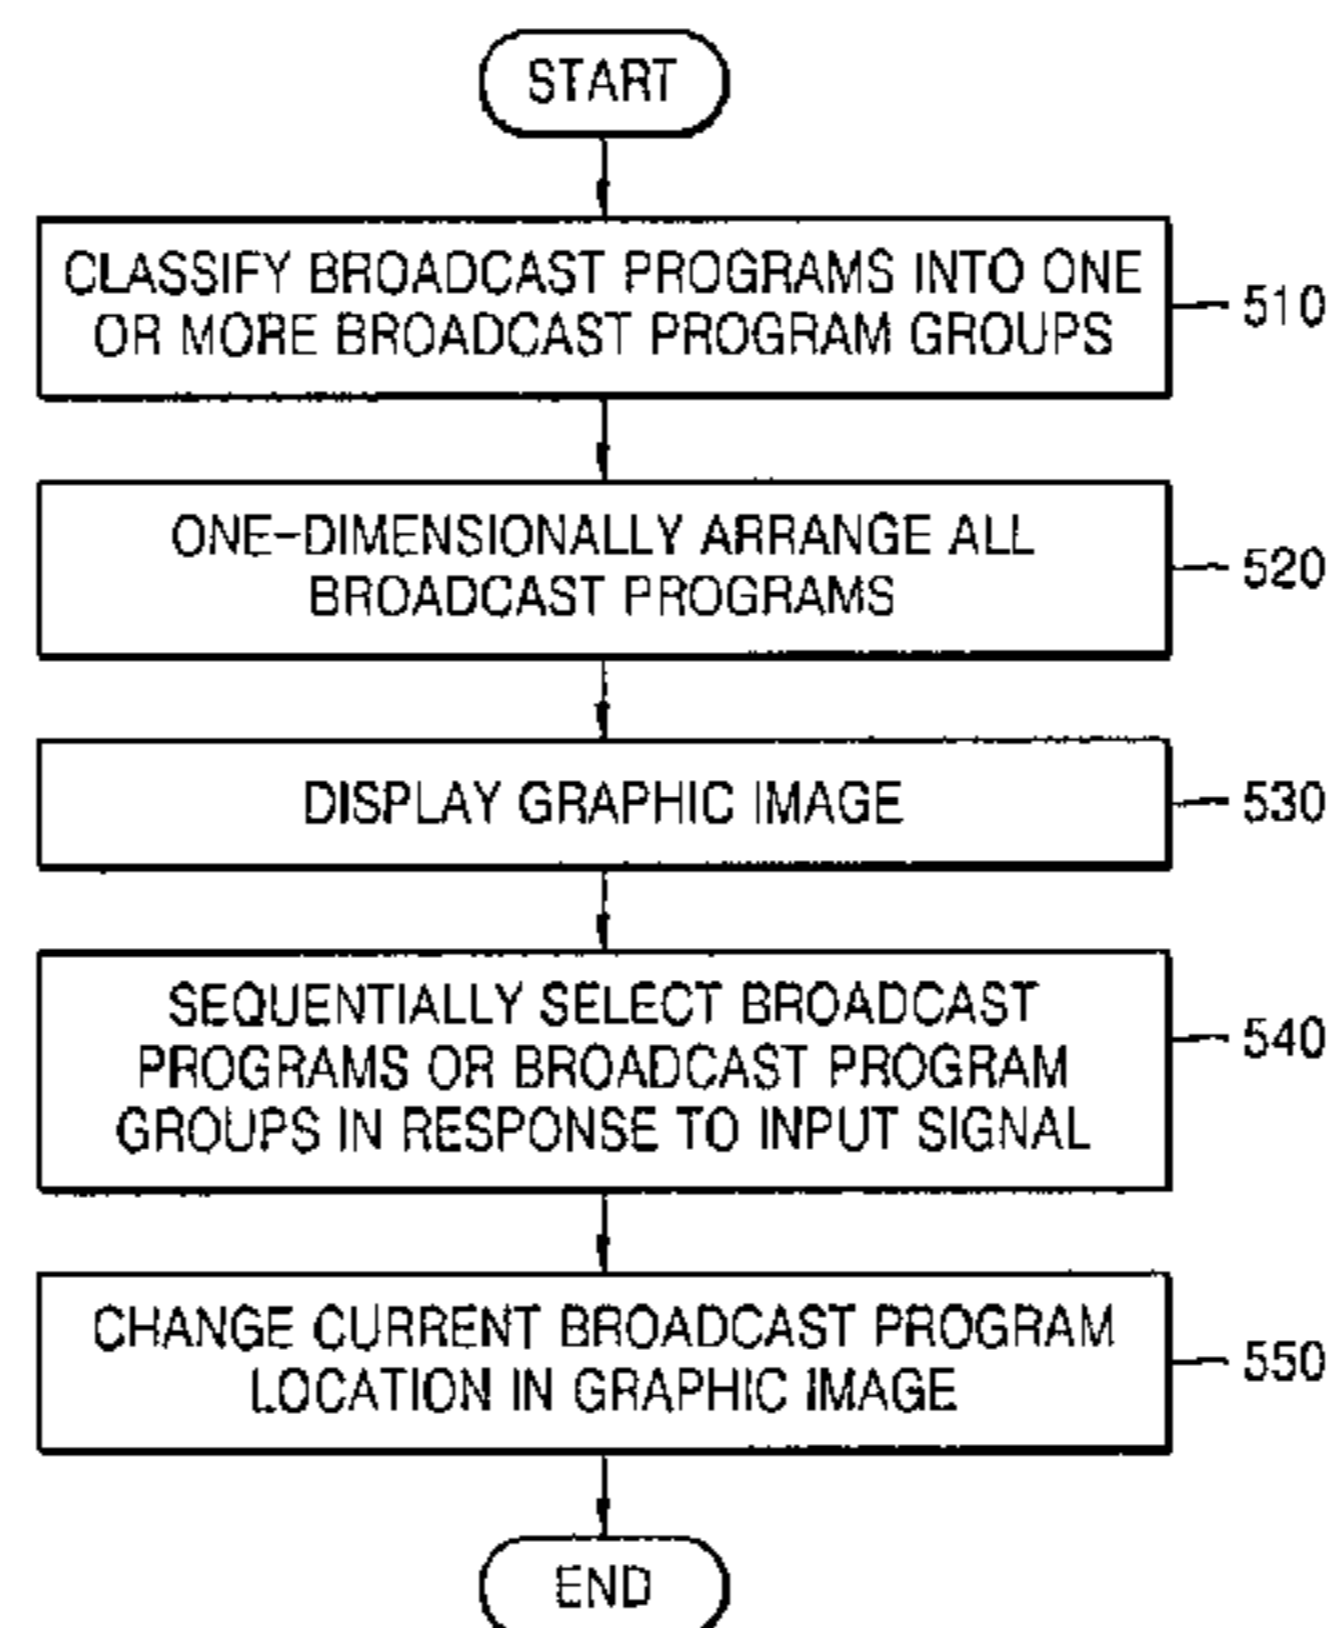 START
CLASSIFY BROADCAST PROGRAMS INTO ONE
OR MORE BROADCAST PROGRAM GROUPS
510
ONE-DIMENSIONALLY ARRANGE ALL
BROADCAST PROGRAMS
520
DISPLAY GRAPHIC IMAGE
530
SEQUENTIALLY SELECT BROADCAST
PROGRAMS OR BROADCAST PROGRAM
GROUPS IN RESPONSE TO INPUT SIGNAL
540
CHANGE CURRENT BROADCAST PROGRAM
LOCATION IN GRAPHIC IMAGE
550
END